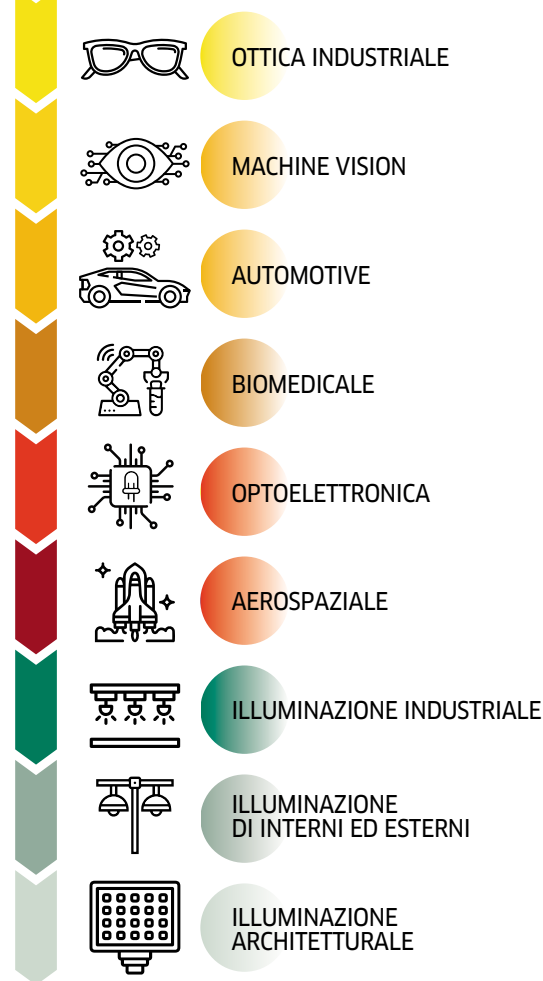 OTTICA INDUSTRIALE
MACHINE VISION
AUTOMOTIVE
BIOMEDICALE
OPTOELETTRONICA
AEROSPAZIALE
ILLUMINAZIONE INDUSTRIALE
ILLUMINAZIONE
DI INTERNI ED ESTERNI
ILLUMINAZIONE
ARCHITETTURALE